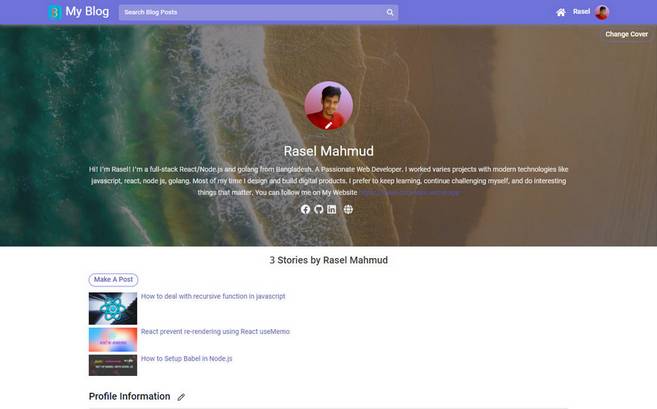 My Blog
Search Blog Posts
Rasel
Change Cover
Rasel Mahmud
Hi! I'm Rasel! I'm a full-stack React/Node.js and golang from Bangladesh. A Passionate Web Developer. I worked varies projects with modern technologies like
javascript, react, node js, golang. Most of my time I design and build digital products. I prefer to keep learning, continue challenging myself, and do interesting
things that matter. You can follow me on My Website
3 Stories by Rasel Mahmud
Make A Post
How to deal with recursive function in javascript
React prevent re-rendering using React useMemo
How to Setup Babel in Node.js
Profile Information